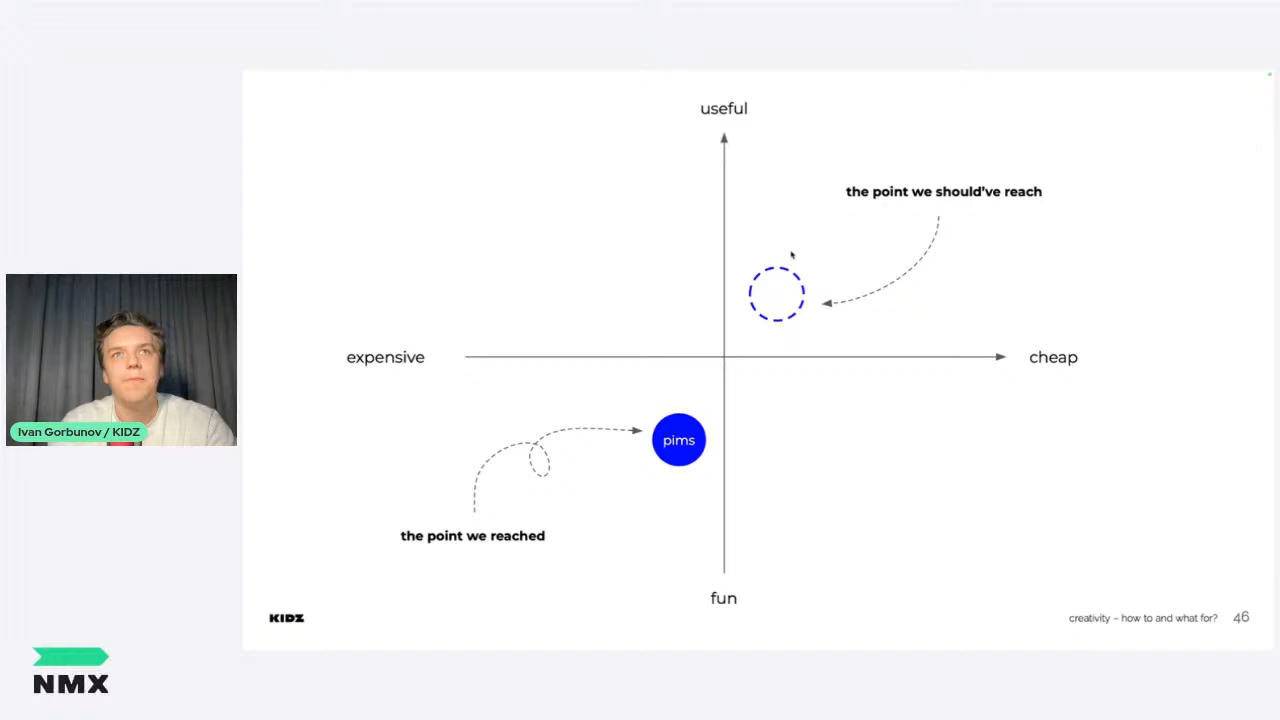 useful
the point we should've reach
expensive
cheap
pims
the point we reached
fun
KIDZ
creativity – how to and what for?
46
Ivan Gorbunov / KIDZ
NMX